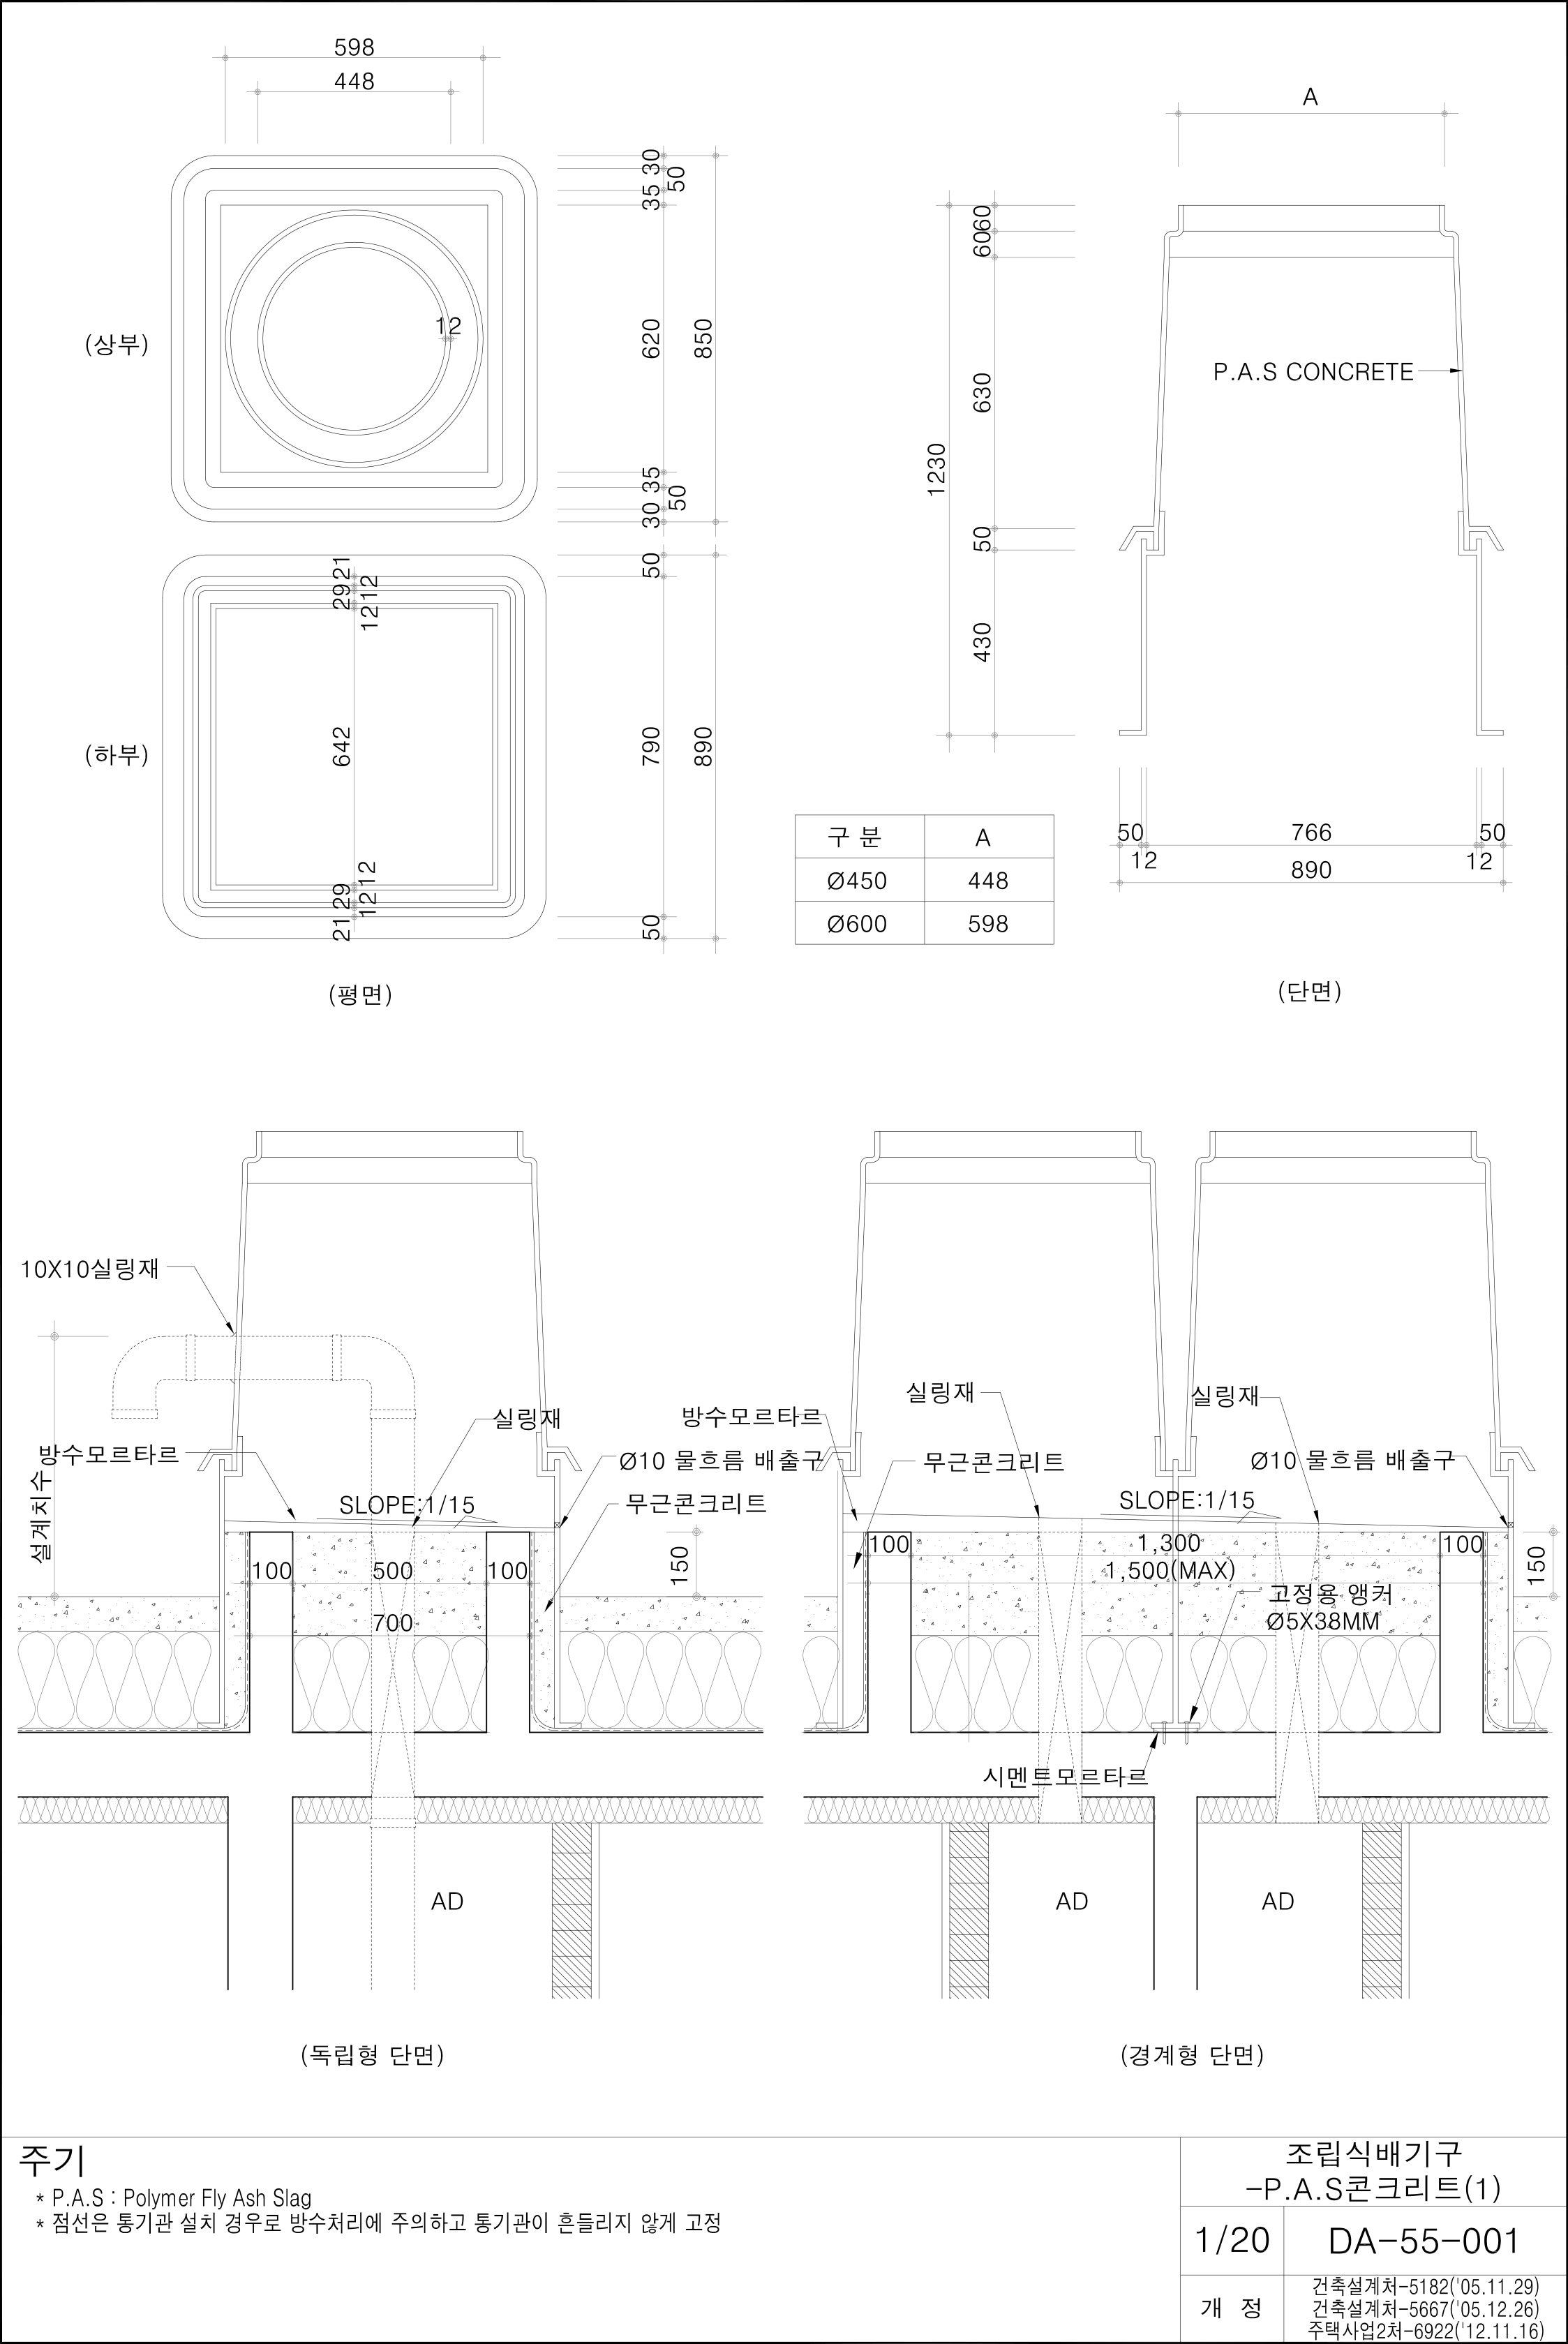 598
448
A
30
50
35
620
850
12
(상부)
35
50
30
60
60
630
1230
50
430
P.A.S CONCRETE
21
12
29
12
50
642
790
890
(하부)
12
29
12
21
50
50
766
50
12
12
890
구 분
A
Ø450
448
Ø600
598
(평면)
(단면)
10X10실링재
설계치수
방수모르타르
실링재
SLOPE:1/15
Ø10 물흐름 배출구
무근콘크리트
100
500
100
700
150
AD
(독립형 단면)
방수모르타르
실링재
무근콘크리트
실링재
Ø10 물흐름 배출구
SLOPE:1/15
100
1,300
100
1,500(MAX)
150
고정용 앵커
Ø5X38MM
시멘트모르타르
AD
AD
(경계형 단면)
주기
* P.A.S : Polymer Fly Ash Slag
* 점선은 통기관 설치 경우로 방수처리에 주의하고 통기관이 흔들리지 않게 고정
조립식배기구
-P.A.S콘크리트(1)
1/20
DA-55-001
개 정
건축설계처-5182('05.11.29)
건축설계처-5667('05.12.26)
주택사업2처-6922('12.11.16)